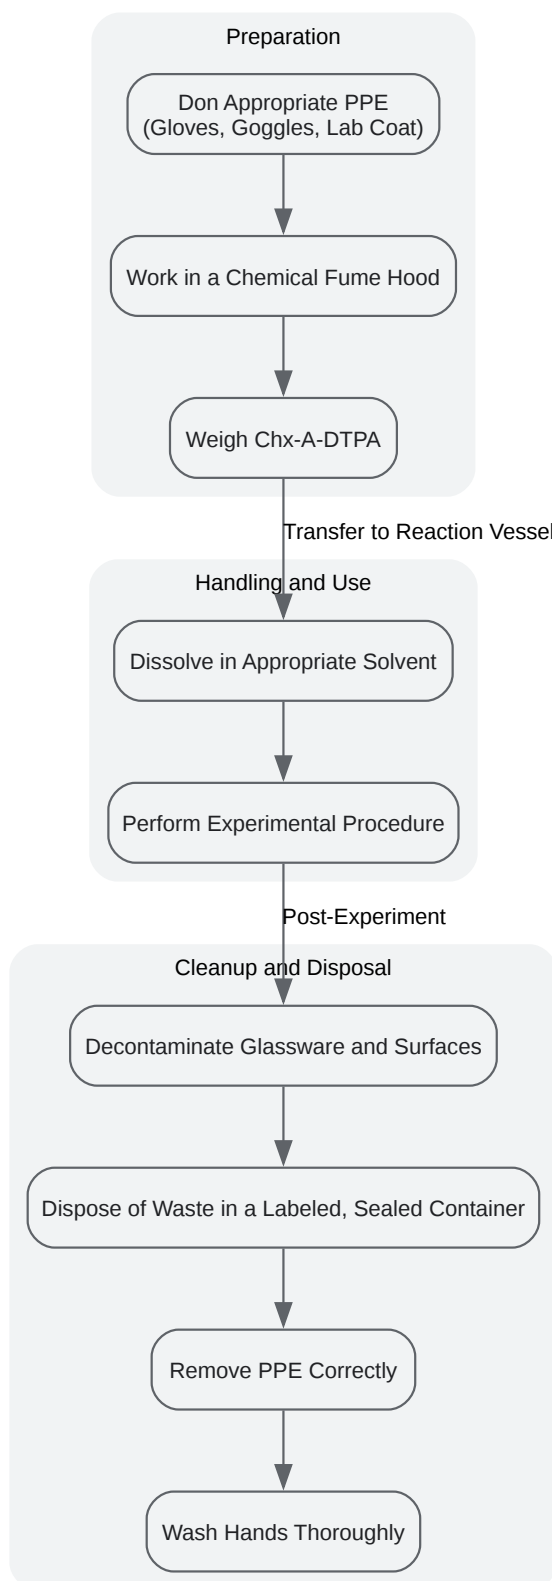 Preparation
Don Appropriate PPE
(Gloves, Goggles, Lab Coat)
Work in a Chemical Fume Hood
Weigh Chx-A-DTPA
Transfer to Reaction Vessel
Handling and Use
Dissolve in Appropriate Solvent
Perform Experimental Procedure
Post-Experiment
Cleanup and Disposal
Decontaminate Glassware and Surfaces
Dispose of Waste in a Labeled, Sealed Container
Remove PPE Correctly
Wash Hands Thoroughly